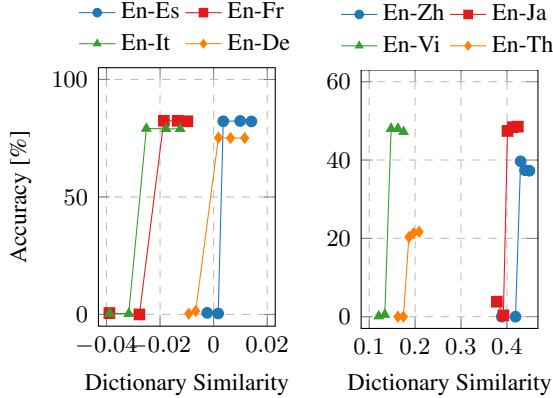 En-Es En-Fr
En-It En-De
100
50
0
Accuracy [%]
−0.04 −0.02 0 0.02
Dictionary Similarity
En-Zh En-Ja
En-Vi En-Th
60
40
20
0
0.1 0.2 0.3 0.4
Dictionary Similarity